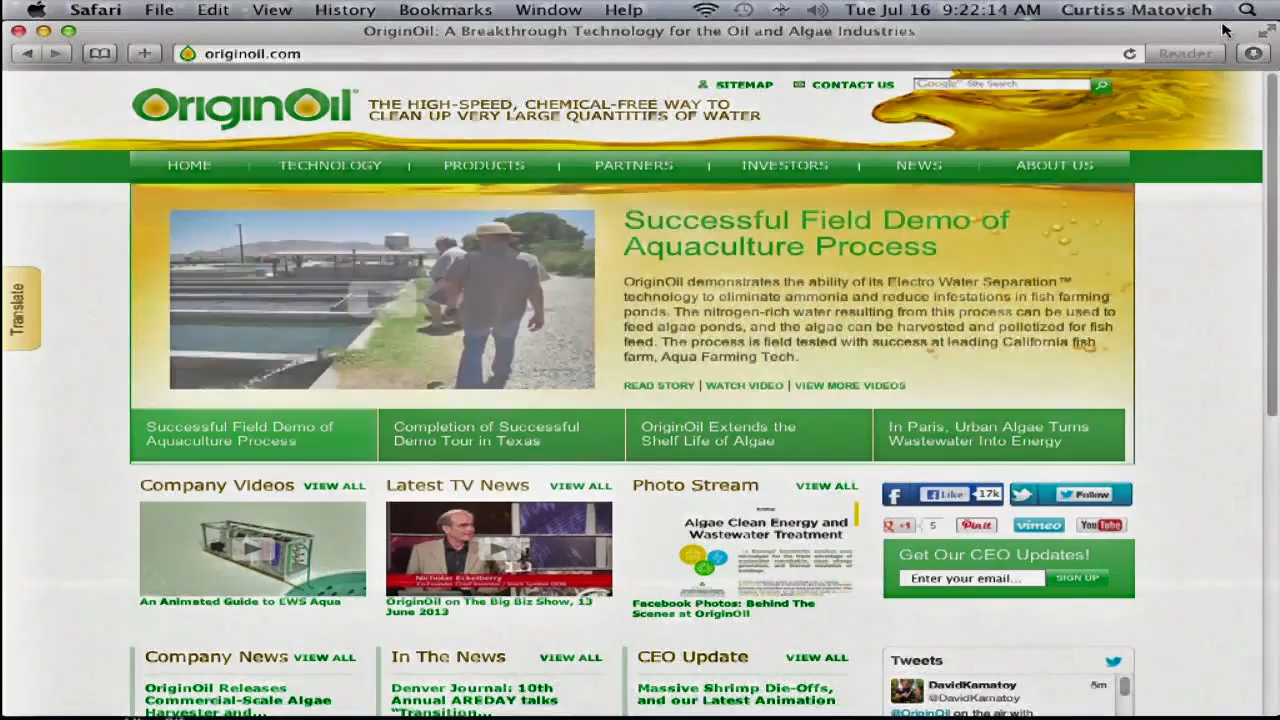 Safari File Edit View History Bookmarks Window Help Tue Jul 16 9:22:14 AM Curtiss Matovich
OriginOil: A Breakthrough Technology for the Oil and Algae Industries
originoil.com Reader
SITEMAP CONTACT US Google Site Search
ORIGINOIL THE HIGH-SPEED, CHEMICAL-FREE WAY TO
CLEAN UP VERY LARGE QUANTITIES OF WATER
HOME TECHNOLOGY PRODUCTS PARTNERS INVESTORS NEWS ABOUT US
Translate
Successful Field Demo of
Aquaculture Process
OriginOil demonstrates the ability of its Electro Water Separation™
technology to eliminate ammonia and reduce infestations in fish farming
ponds. The nitrogen-rich water resulting from this process can be used to
feed algae ponds, and the algae can be harvested and pelletized for fish
feed. The process is field tested with success at leading California fish
farm, Aqua Farming Tech.
READ STORY | WATCH VIDEO | VIEW MORE VIDEOS
Successful Field Demo of
Aquaculture Process
Completion of Successful
Demo Tour in Texas
OriginOil Extends the
Shelf Life of Algae
In Paris, Urban Algae Turns
Wastewater Into Energy
Company Videos VIEW ALL
An Animated Guide to EWS Aqua
Latest TV News VIEW ALL
Nicholas Eckelberry
OriginOil on The Big Biz Show, 13
June 2013
Photo Stream VIEW ALL
Algae Clean Energy and
Wastewater Treatment
Facebook Photos: Behind The
Scenes at OriginOil
Like 17k Follow
+1 5 Pin it vimeo YouTube
Get Our CEO Updates!
Enter your email... SIGN UP
Company News VIEW ALL
OriginOil Releases
Commercial-Scale Algae
Harvester and...
In The News VIEW ALL
Denver Journal: 10th
Annual AREDAY talks
"Transition...
CEO Update VIEW ALL
Massive Shrimp Die-Offs,
and our Latest Animation
Tweets
DavidKamatoy 5m
@DavidKamatoy
@OriginOil on the air with